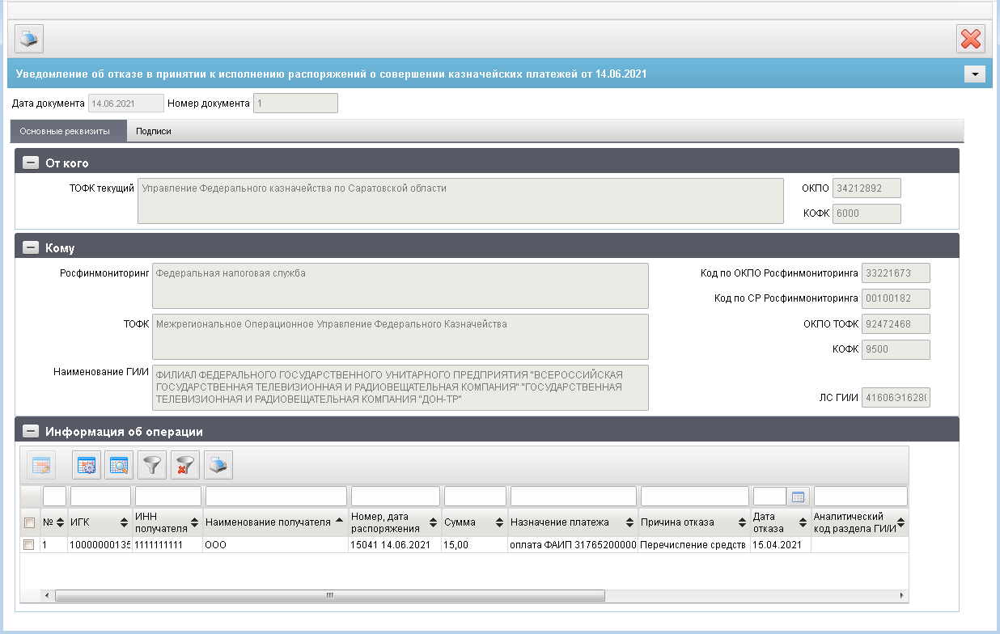 Уведомление об отказе в принятии к исполнению распоряжений о совершении казначейских платежей от 14.06.2021
Дата документа 14.06.2021 Номер документа 1
Основные реквизиты Подписи
От кого
ТОФК текущий Управление Федерального казначейства по Саратовской области ОКПО 34212892
КОФК 6000
Кому
Росфинмониторинг Федеральная налоговая служба Код по ОКПО Росфинмониторинга 33221673
Код по СР Росфинмониторинга 00100182
ТОФК Межрегиональное Операционное Управление Федерального Казначейства ОКПО ТОФК 92472468
КОФК 9500
Наименование ГИ/И ФИЛИАЛ ФЕДЕРАЛЬНОГО ГОСУДАРСТВЕННОГО УНИТАРНОГО ПРЕДПРИЯТИЯ "ВСЕРОССИЙСКАЯ
ГОСУДАРСТВЕННАЯ ТЕЛЕВИЗИОННАЯ И РАДИОВЕЩАТЕЛЬНАЯ КОМПАНИЯ" "ГОСУДАРСТВЕННАЯ
ТЕЛЕВИЗИОННАЯ И РАДИОВЕЩАТЕЛЬНАЯ КОМПАНИЯ "ДОН-ТР" ЛС ГИ/И 41606Э1628
Информация об операции
№ ИГК ИНН получателя Наименование получателя Номер, дата распоряжения Сумма Назначение платежа Причина отказа Дата отказа Аналитический код раздела ГИ/И
1 10000000135 1111111111 ООО 15041 14.06.2021 15,00 оплата ФАИП 31765200000 Перечисление средств 15.04.2021